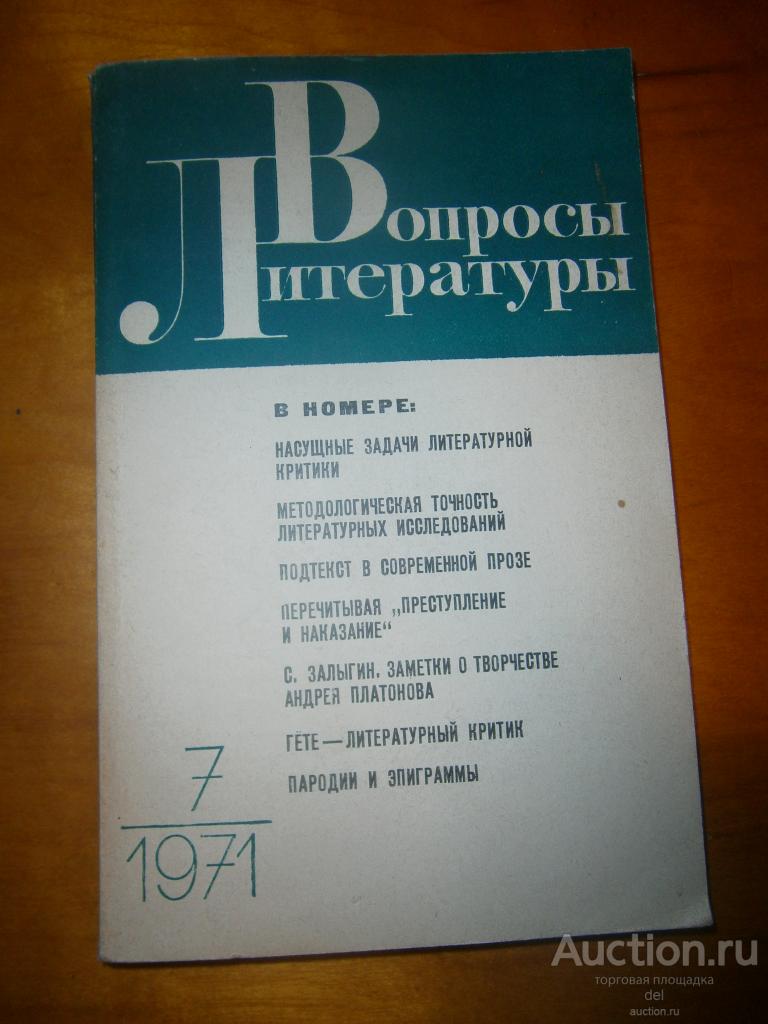 Вопросы
Литературы
В НОМЕРЕ:
НАСУЩНЫЕ ЗАДАЧИ ЛИТЕРАТУРНОЙ
КРИТИКИ
МЕТОДОЛОГИЧЕСКАЯ ТОЧНОСТЬ
ЛИТЕРАТУРНЫХ ИССЛЕДОВАНИЙ
ПОДТЕКСТ В СОВРЕМЕННОЙ ПРОЗЕ
ПЕРЕЧИТЫВАЯ „ПРЕСТУПЛЕНИЕ
И НАКАЗАНИЕ“
С. ЗАЛЫГИН. ЗАМЕТКИ О ТВОРЧЕСТВЕ
АНДРЕЯ ПЛАТОНОВА
ГЁТЕ — ЛИТЕРАТУРНЫЙ КРИТИК
ПАРОДИИ И ЭПИГРАММЫ
7
1971
Auction.ru
торговая площадка
del
auction.ru